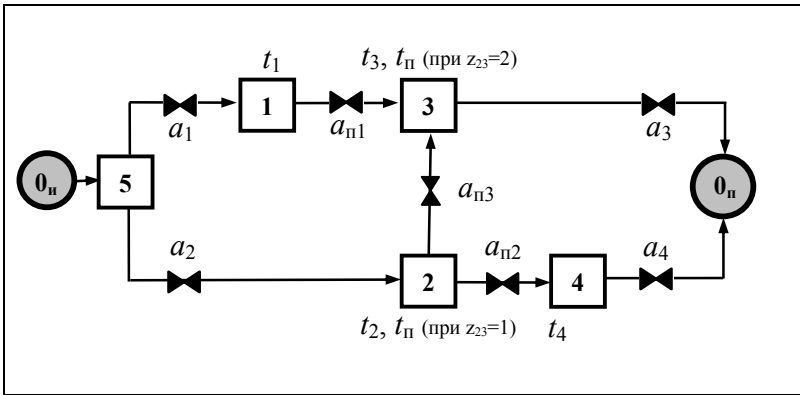 t₁
t₃, tп (при z₂₃=2)
1
3
a₁
aп₁
a₃
0и
5
aп₃
0п
a₂
aп₂
a₄
2
4
t₂, tп (при z₂₃=1)
t₄